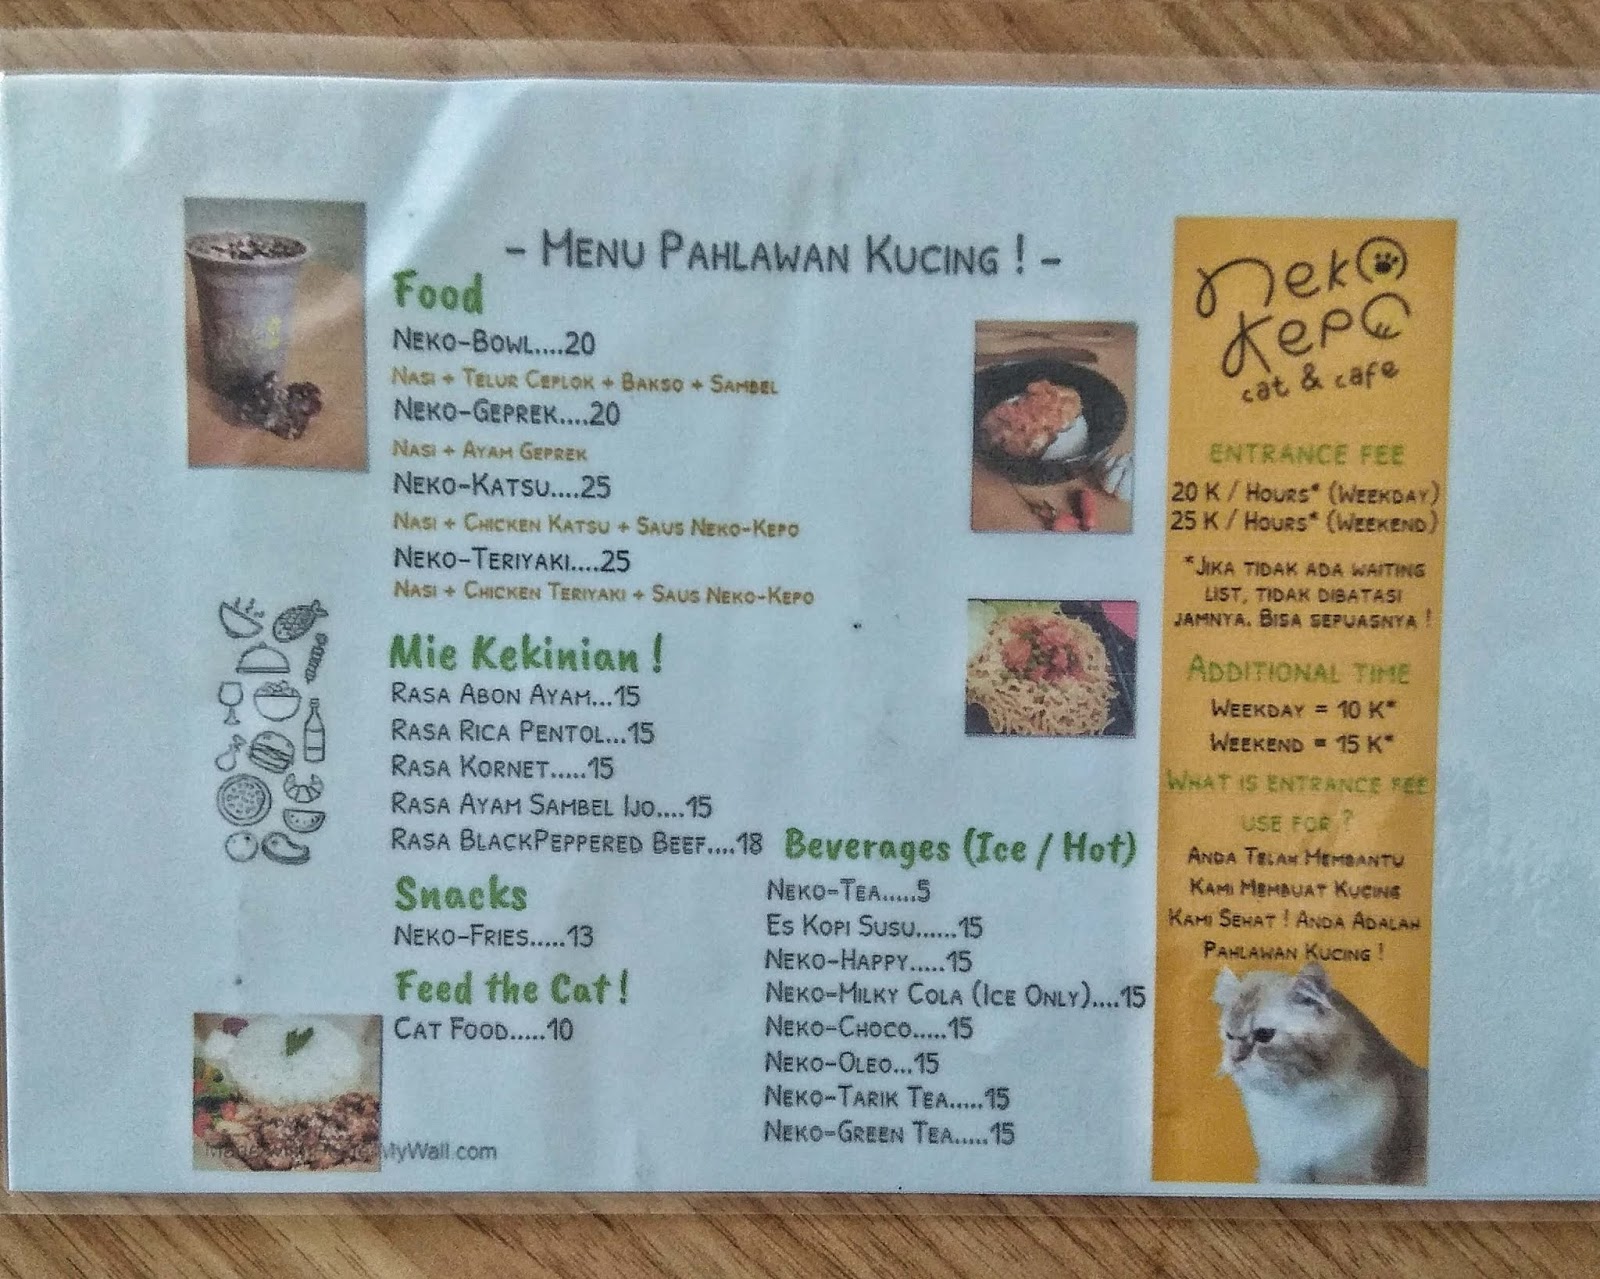 - Menu Pahlawan Kucing ! -
Food
Neko-Bowl....20
Nasi + Telur Ceplok + Bakso + Sambel
Neko-Geprek....20
Nasi + Ayam Geprek
Neko-Katsu....25
Nasi + Chicken Katsu + Saus Neko-Kepo
Neko-Teriyaki....25
Nasi + Chicken Teriyaki + Saus Neko-Kepo
Mie Kekinian !
Rasa Abon Ayam...15
Rasa Rica Pentol...15
Rasa Kornet.....15
Rasa Ayam Sambel Ijo....15
Rasa BlackPeppered Beef....18
Snacks
Neko-Fries.....13
Feed the Cat !
Cat Food.....10
Beverages (Ice / Hot)
Neko-Tea.....5
Es Kopi Susu......15
Neko-Happy.....15
Neko-Milky Cola (Ice Only)....15
Neko-Choco.....15
Neko-Oleo...15
Neko-Tarik Tea.....15
Neko-Green Tea.....15
neko
kepo
cat & cafe
ENTRANCE FEE
20 K / Hours* (Weekday)
25 K / Hours* (Weekend)
*Jika tidak ada waiting
list, tidak dibatasi
jamnya. Bisa sepuasnya !
Additional time
Weekday = 10 K*
Weekend = 15 K*
What is entrance fee
use for ?
Anda Telah Membantu
Kami Membuat Kucing
Kami Sehat ! Anda Adalah
Pahlawan Kucing !
MyWall.com